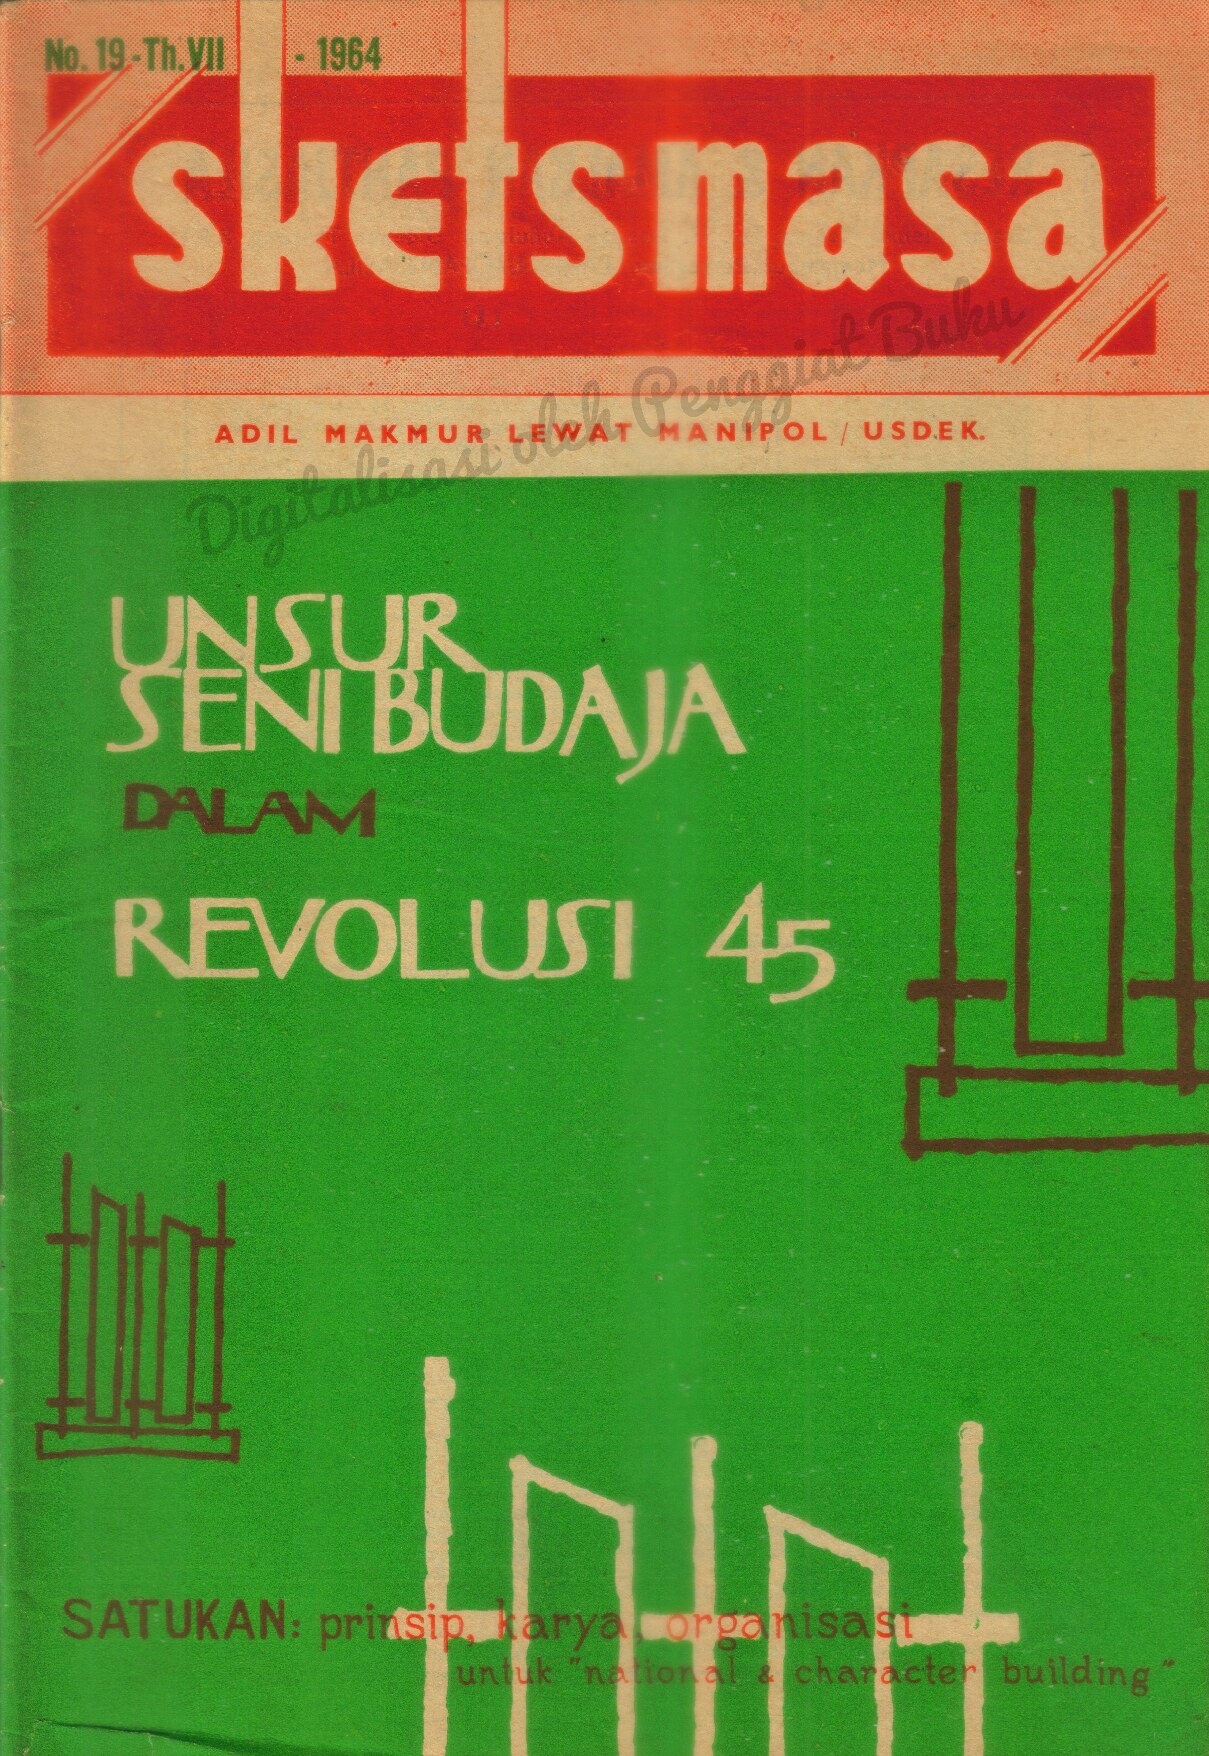 No. 19 - Th. VII - 1964
sketsmasa
Digitalisasi oleh Penggiat Buku
ADIL MAKMUR LEWAT MANIPOL / USDEK.
UNSUR
SENI BUDAJA
DALAM
REVOLUSI 45
SATUKAN: prinsip, karya, organisasi
untuk "national & character building"